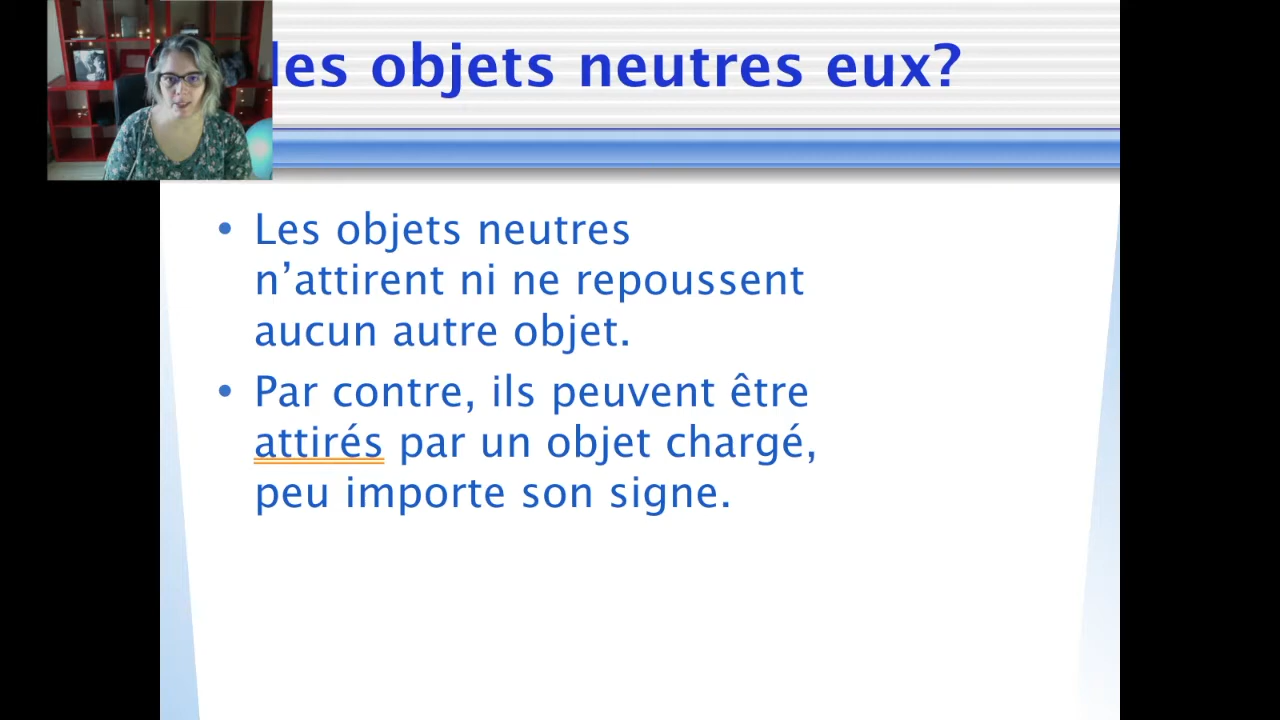 les objets neutres eux?
• Les objets neutres
n’attirent ni ne repoussent
aucun autre objet.
• Par contre, ils peuvent être
attirés par un objet chargé,
peu importe son signe.